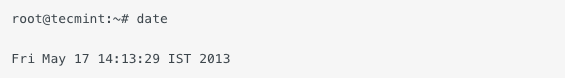 root@tecmint:~# date
Fri May 17 14:13:29 IST 2013